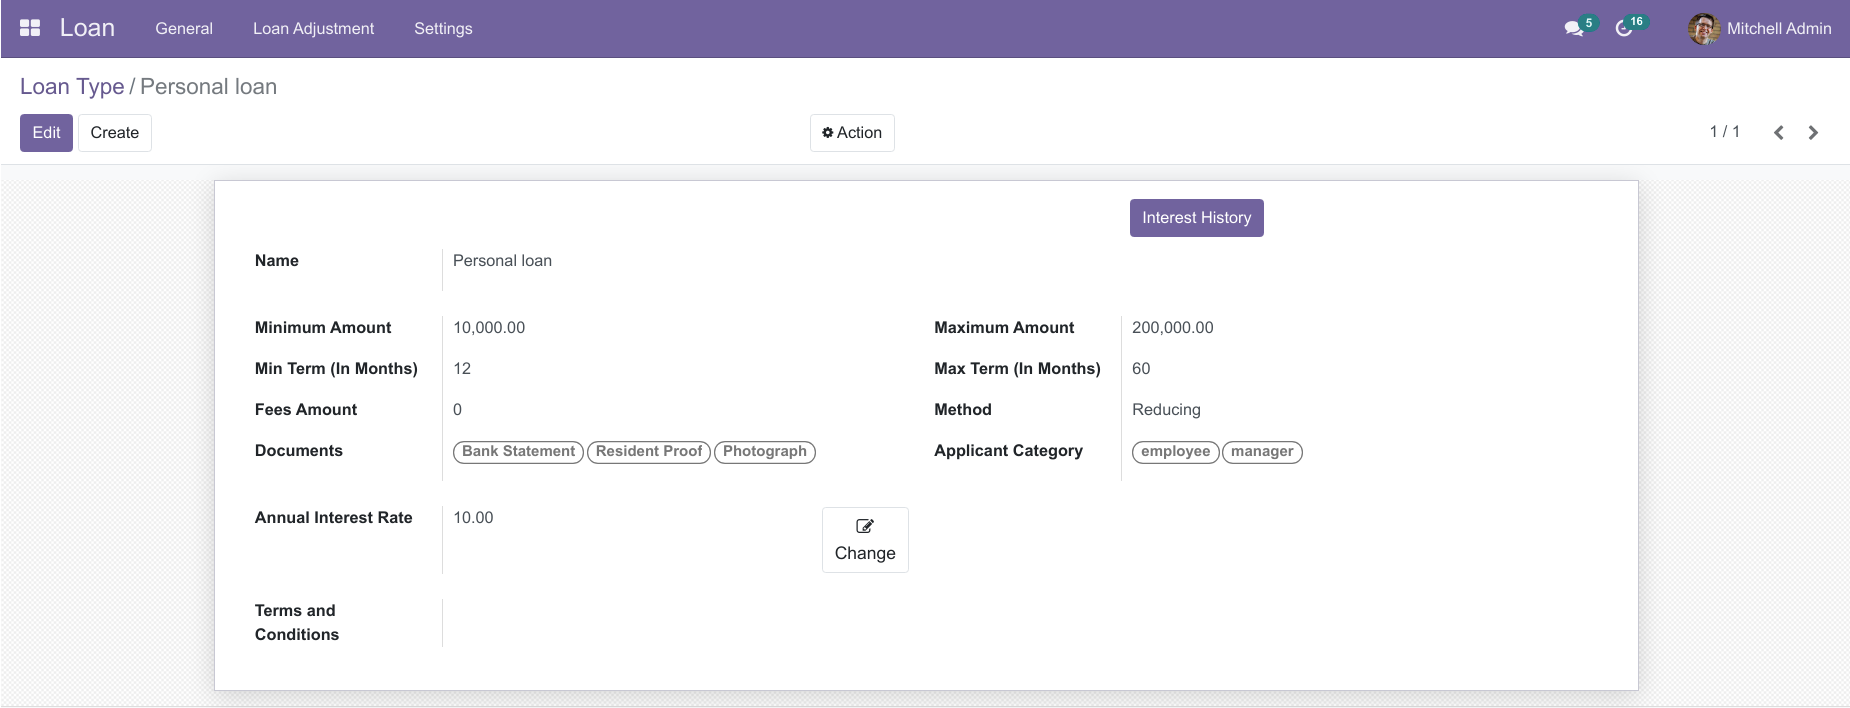 Loan General Loan Adjustment Settings 5 16 Mitchell Admin
Loan Type / Personal loan
Edit Create Action 1 / 1
Interest History
Name Personal loan
Minimum Amount 10,000.00 Maximum Amount 200,000.00
Min Term (In Months) 12 Max Term (In Months) 60
Fees Amount 0 Method Reducing
Documents Bank Statement Resident Proof Photograph Applicant Category employee manager
Annual Interest Rate 10.00
Change
Terms and
Conditions